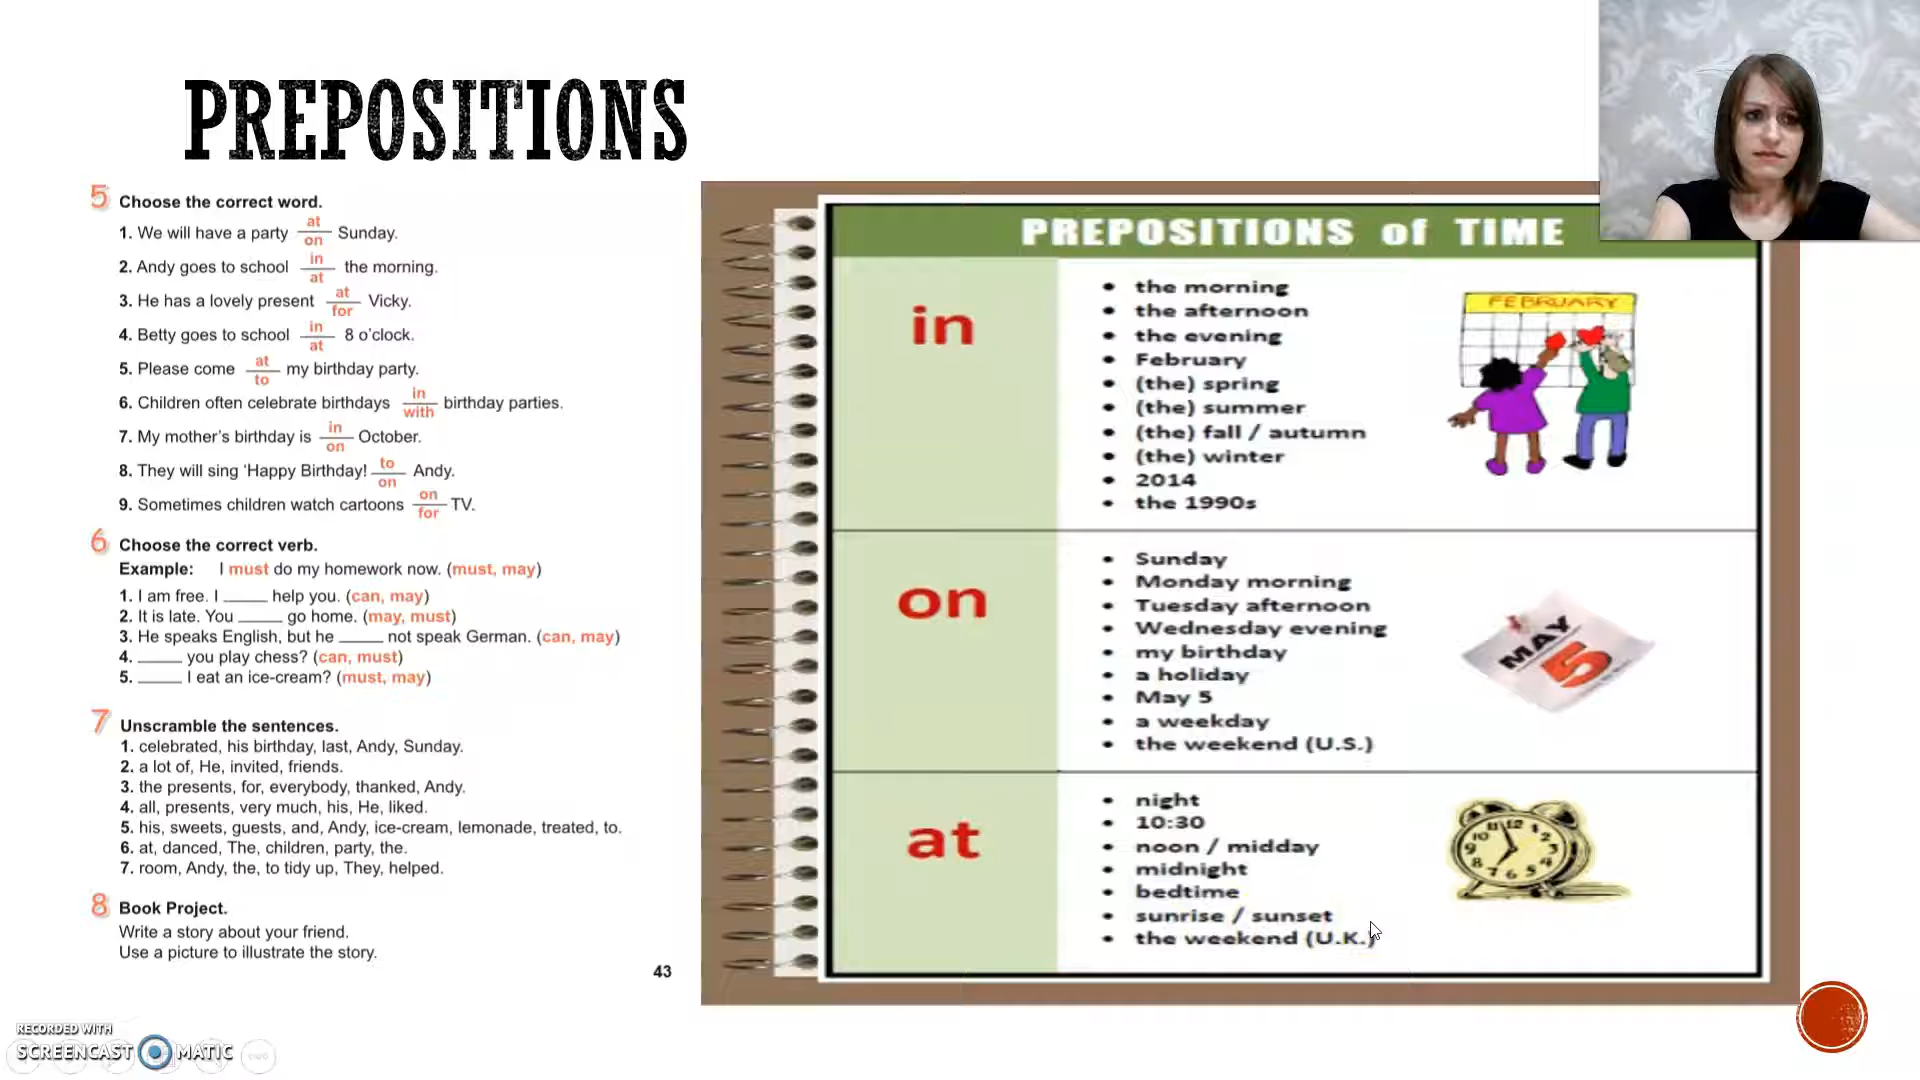 PREPOSITIONS
5 Choose the correct word.
1. We will have a party at/on Sunday.
2. Andy goes to school in/at the morning.
3. He has a lovely present at/for Vicky.
4. Betty goes to school in/at 8 o'clock.
5. Please come at/to my birthday party.
6. Children often celebrate birthdays in/with birthday parties.
7. My mother's birthday is in/on October.
8. They will sing 'Happy Birthday! to/on Andy.
9. Sometimes children watch cartoons on/for TV.
6 Choose the correct verb.
Example: I must do my homework now. (must, may)
1. I am free. I _____ help you. (can, may)
2. It is late. You _____ go home. (may, must)
3. He speaks English, but he _____ not speak German. (can, may)
4. _____ you play chess? (can, must)
5. _____ I eat an ice-cream? (must, may)
7 Unscramble the sentences.
1. celebrated, his birthday, last, Andy, Sunday.
2. a lot of, He, invited, friends.
3. the presents, for, everybody, thanked, Andy.
4. all, presents, very much, his, He, liked.
5. his, sweets, guests, and, Andy, ice-cream, lemonade, treated, to.
6. at, danced, The, children, party, the.
7. room, Andy, the, to tidy up, They, helped.
8 Book Project.
Write a story about your friend.
Use a picture to illustrate the story.
43
PREPOSITIONS of TIME
in
• the morning
• the afternoon
• the evening
• February
• (the) spring
• (the) summer
• (the) fall / autumn
• (the) winter
• 2014
• the 1990s
FEBRUARY
on
• Sunday
• Monday morning
• Tuesday afternoon
• Wednesday evening
• my birthday
• a holiday
• May 5
• a weekday
• the weekend (U.S.)
MAY
5
at
• night
• 10:30
• noon / midday
• midnight
• bedtime
• sunrise / sunset
• the weekend (U.K.)
RECORDED WITH
SCREENCAST MATIC